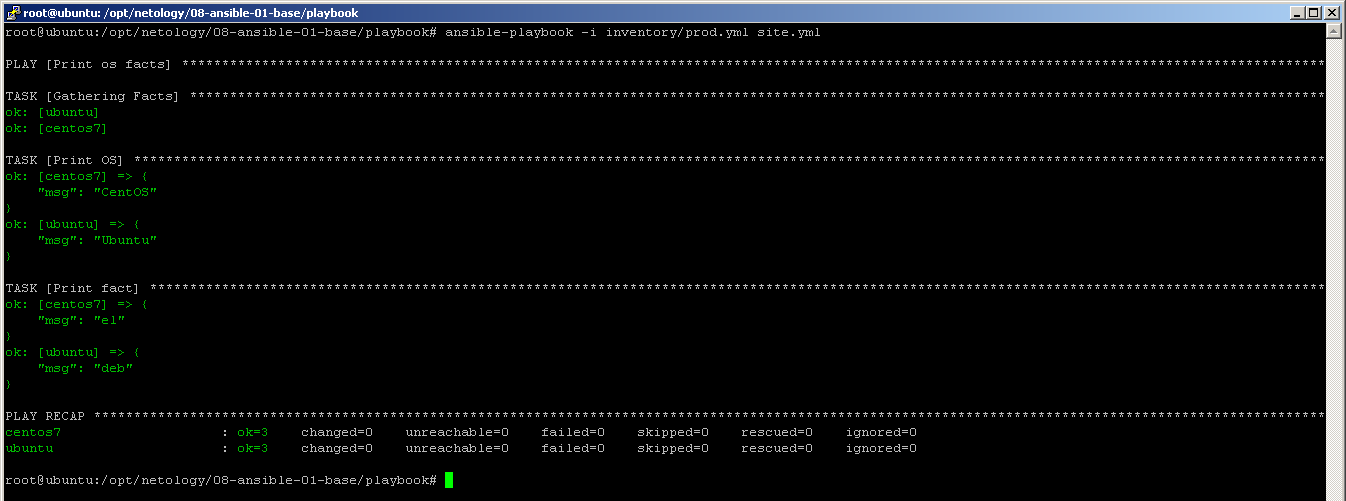 root@ubuntu: /opt/netology/08-ansible-01-base/playbook
root@ubuntu:/opt/netology/08-ansible-01-base/playbook# ansible-playbook -i inventory/prod.yml site.yml
PLAY [Print os facts] ***********************************************************************************************************************************************
TASK [Gathering Facts] **********************************************************************************************************************************************
ok: [ubuntu]
ok: [centos7]
TASK [Print OS] *****************************************************************************************************************************************************
ok: [centos7] => {
    "msg": "CentOS"
}
ok: [ubuntu] => {
    "msg": "Ubuntu"
}
TASK [Print fact] ***************************************************************************************************************************************************
ok: [centos7] => {
    "msg": "el"
}
ok: [ubuntu] => {
    "msg": "deb"
}
PLAY RECAP **********************************************************************************************************************************************************
centos7                    : ok=3    changed=0    unreachable=0    failed=0    skipped=0    rescued=0    ignored=0
ubuntu                     : ok=3    changed=0    unreachable=0    failed=0    skipped=0    rescued=0    ignored=0
root@ubuntu:/opt/netology/08-ansible-01-base/playbook#